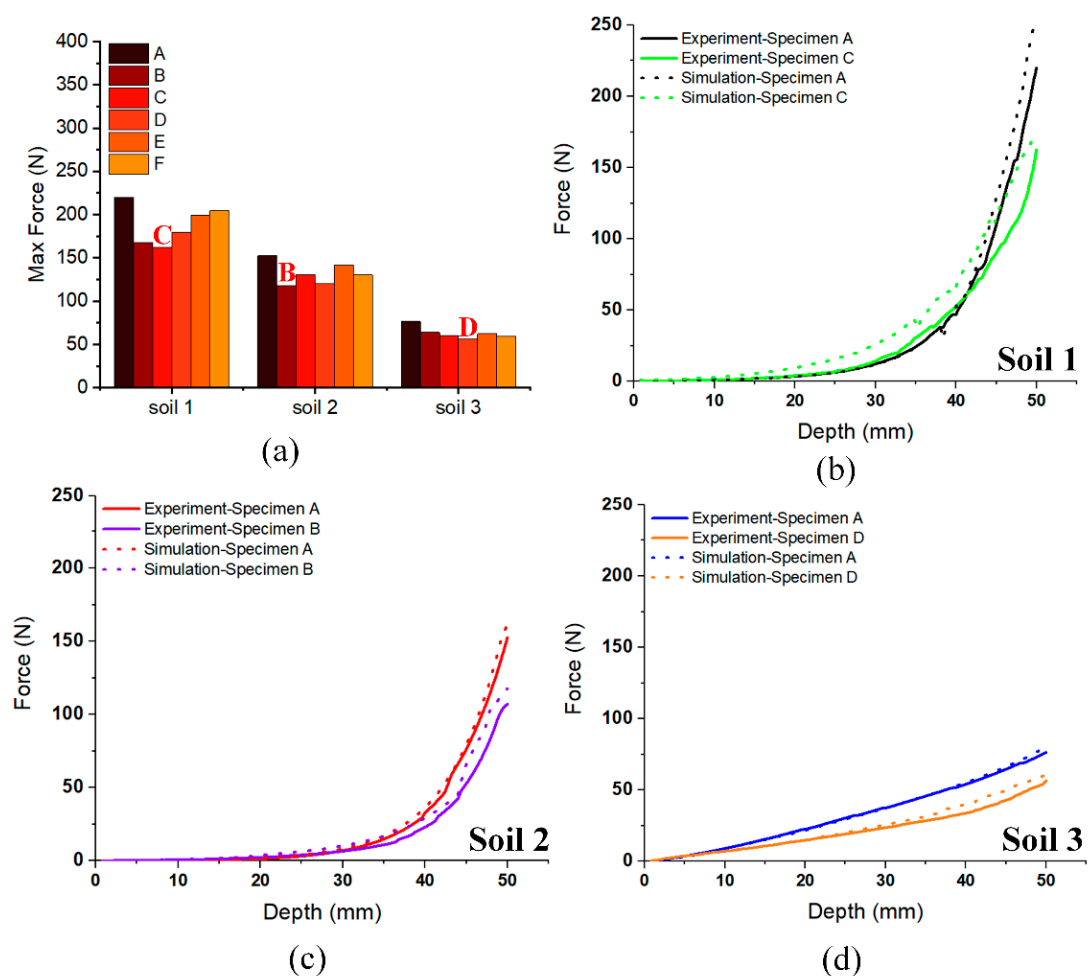 400
350
300
250
200
150
100
50
0
Max Force (N)
A
B
C
D
E
F
C
B
D
soil 1
soil 2
soil 3
(a)
250
200
150
100
50
0
Force (N)
Experiment-Specimen A
Experiment-Specimen C
Simulation-Specimen A
Simulation-Specimen C
Soil 1
0 10 20 30 40 50
Depth (mm)
(b)
250
200
150
100
50
0
Force (N)
Experiment-Specimen A
Experiment-Specimen B
Simulation-Specimen A
Simulation-Specimen B
Soil 2
0 10 20 30 40 50
Depth (mm)
(c)
250
200
150
100
50
0
Force (N)
Experiment-Specimen A
Experiment-Specimen D
Simulation-Specimen A
Simulation-Specimen D
Soil 3
0 10 20 30 40 50
Depth (mm)
(d)